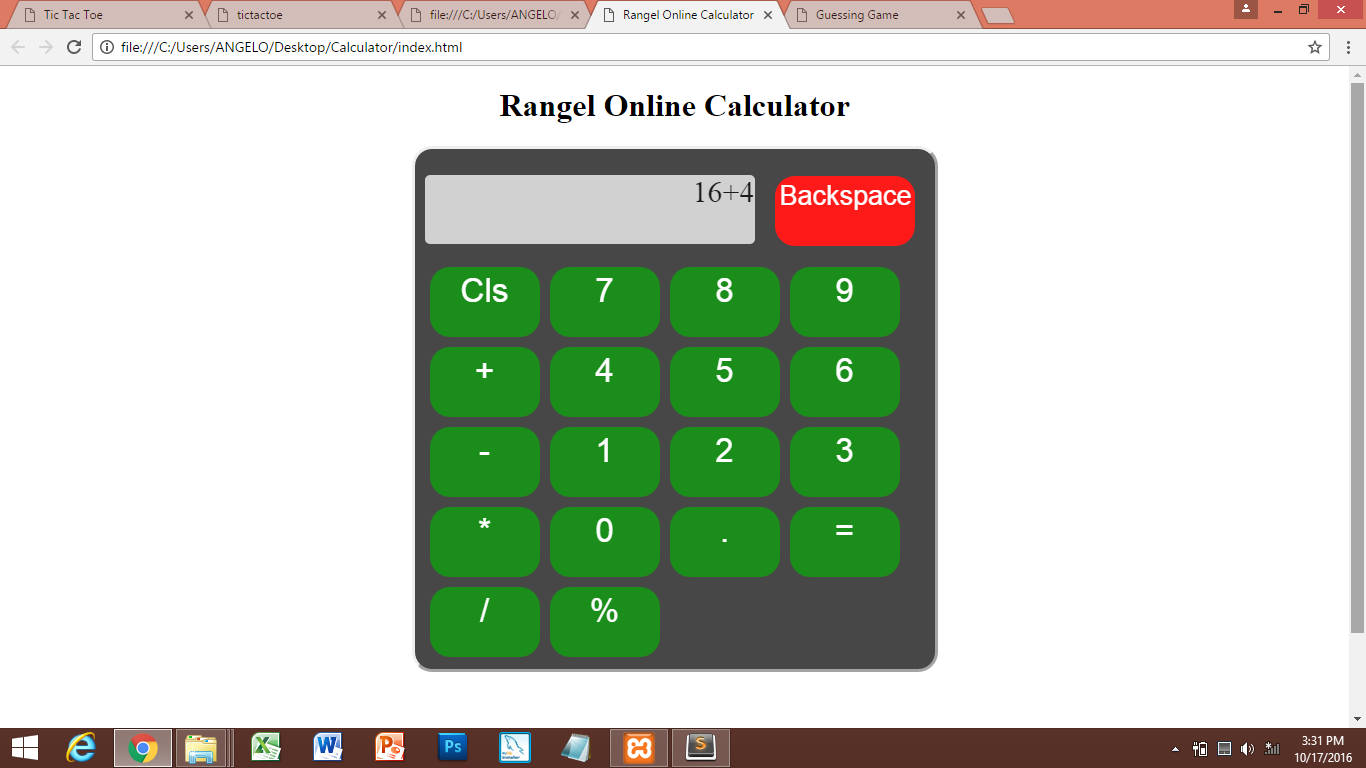 Tic Tac Toe
tictactoe
file:///C:/Users/ANGELO/
Rangel Online Calculator
Guessing Game
file:///C:/Users/ANGELO/Desktop/Calculator/index.html
Rangel Online Calculator
16+4 Backspace
Cls 7 8 9
+ 4 5 6
- 1 2 3
* 0 . =
/ %
3:31 PM
10/17/2016